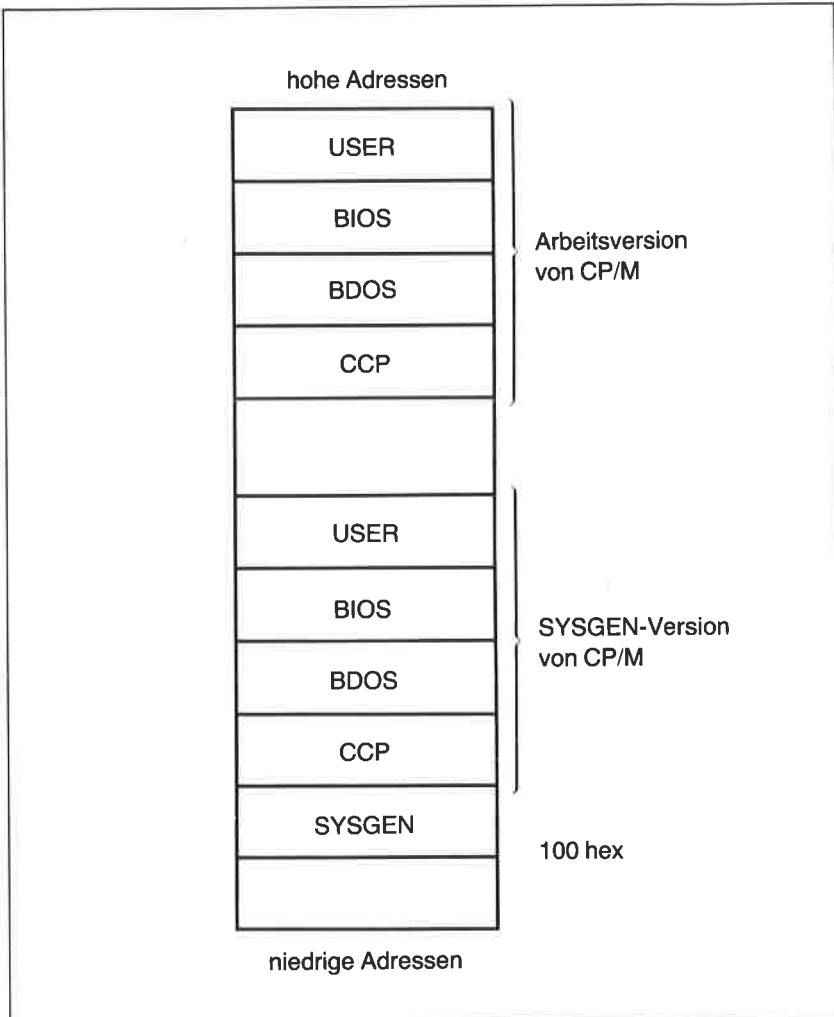 hohe Adressen
USER
BIOS
Arbeitsversion
von CP/M
BDOS
CCP
USER
BIOS
SYSGEN-Version
von CP/M
BDOS
CCP
SYSGEN
100 hex
niedrige Adressen